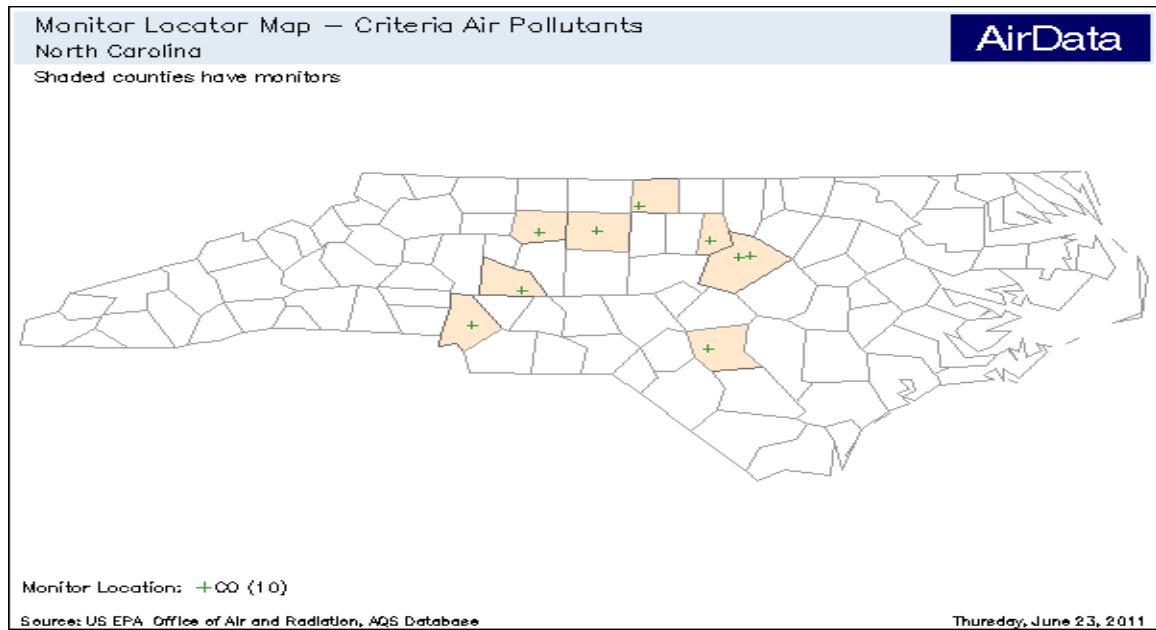 Monitor Locator Map – Criteria Air Pollutants
North Carolina
AirData
Shaded counties have monitors
Monitor Location: +CO (10)
Source: US EPA Office of Air and Radiation, AQS Database
Thursday, June 23, 2011